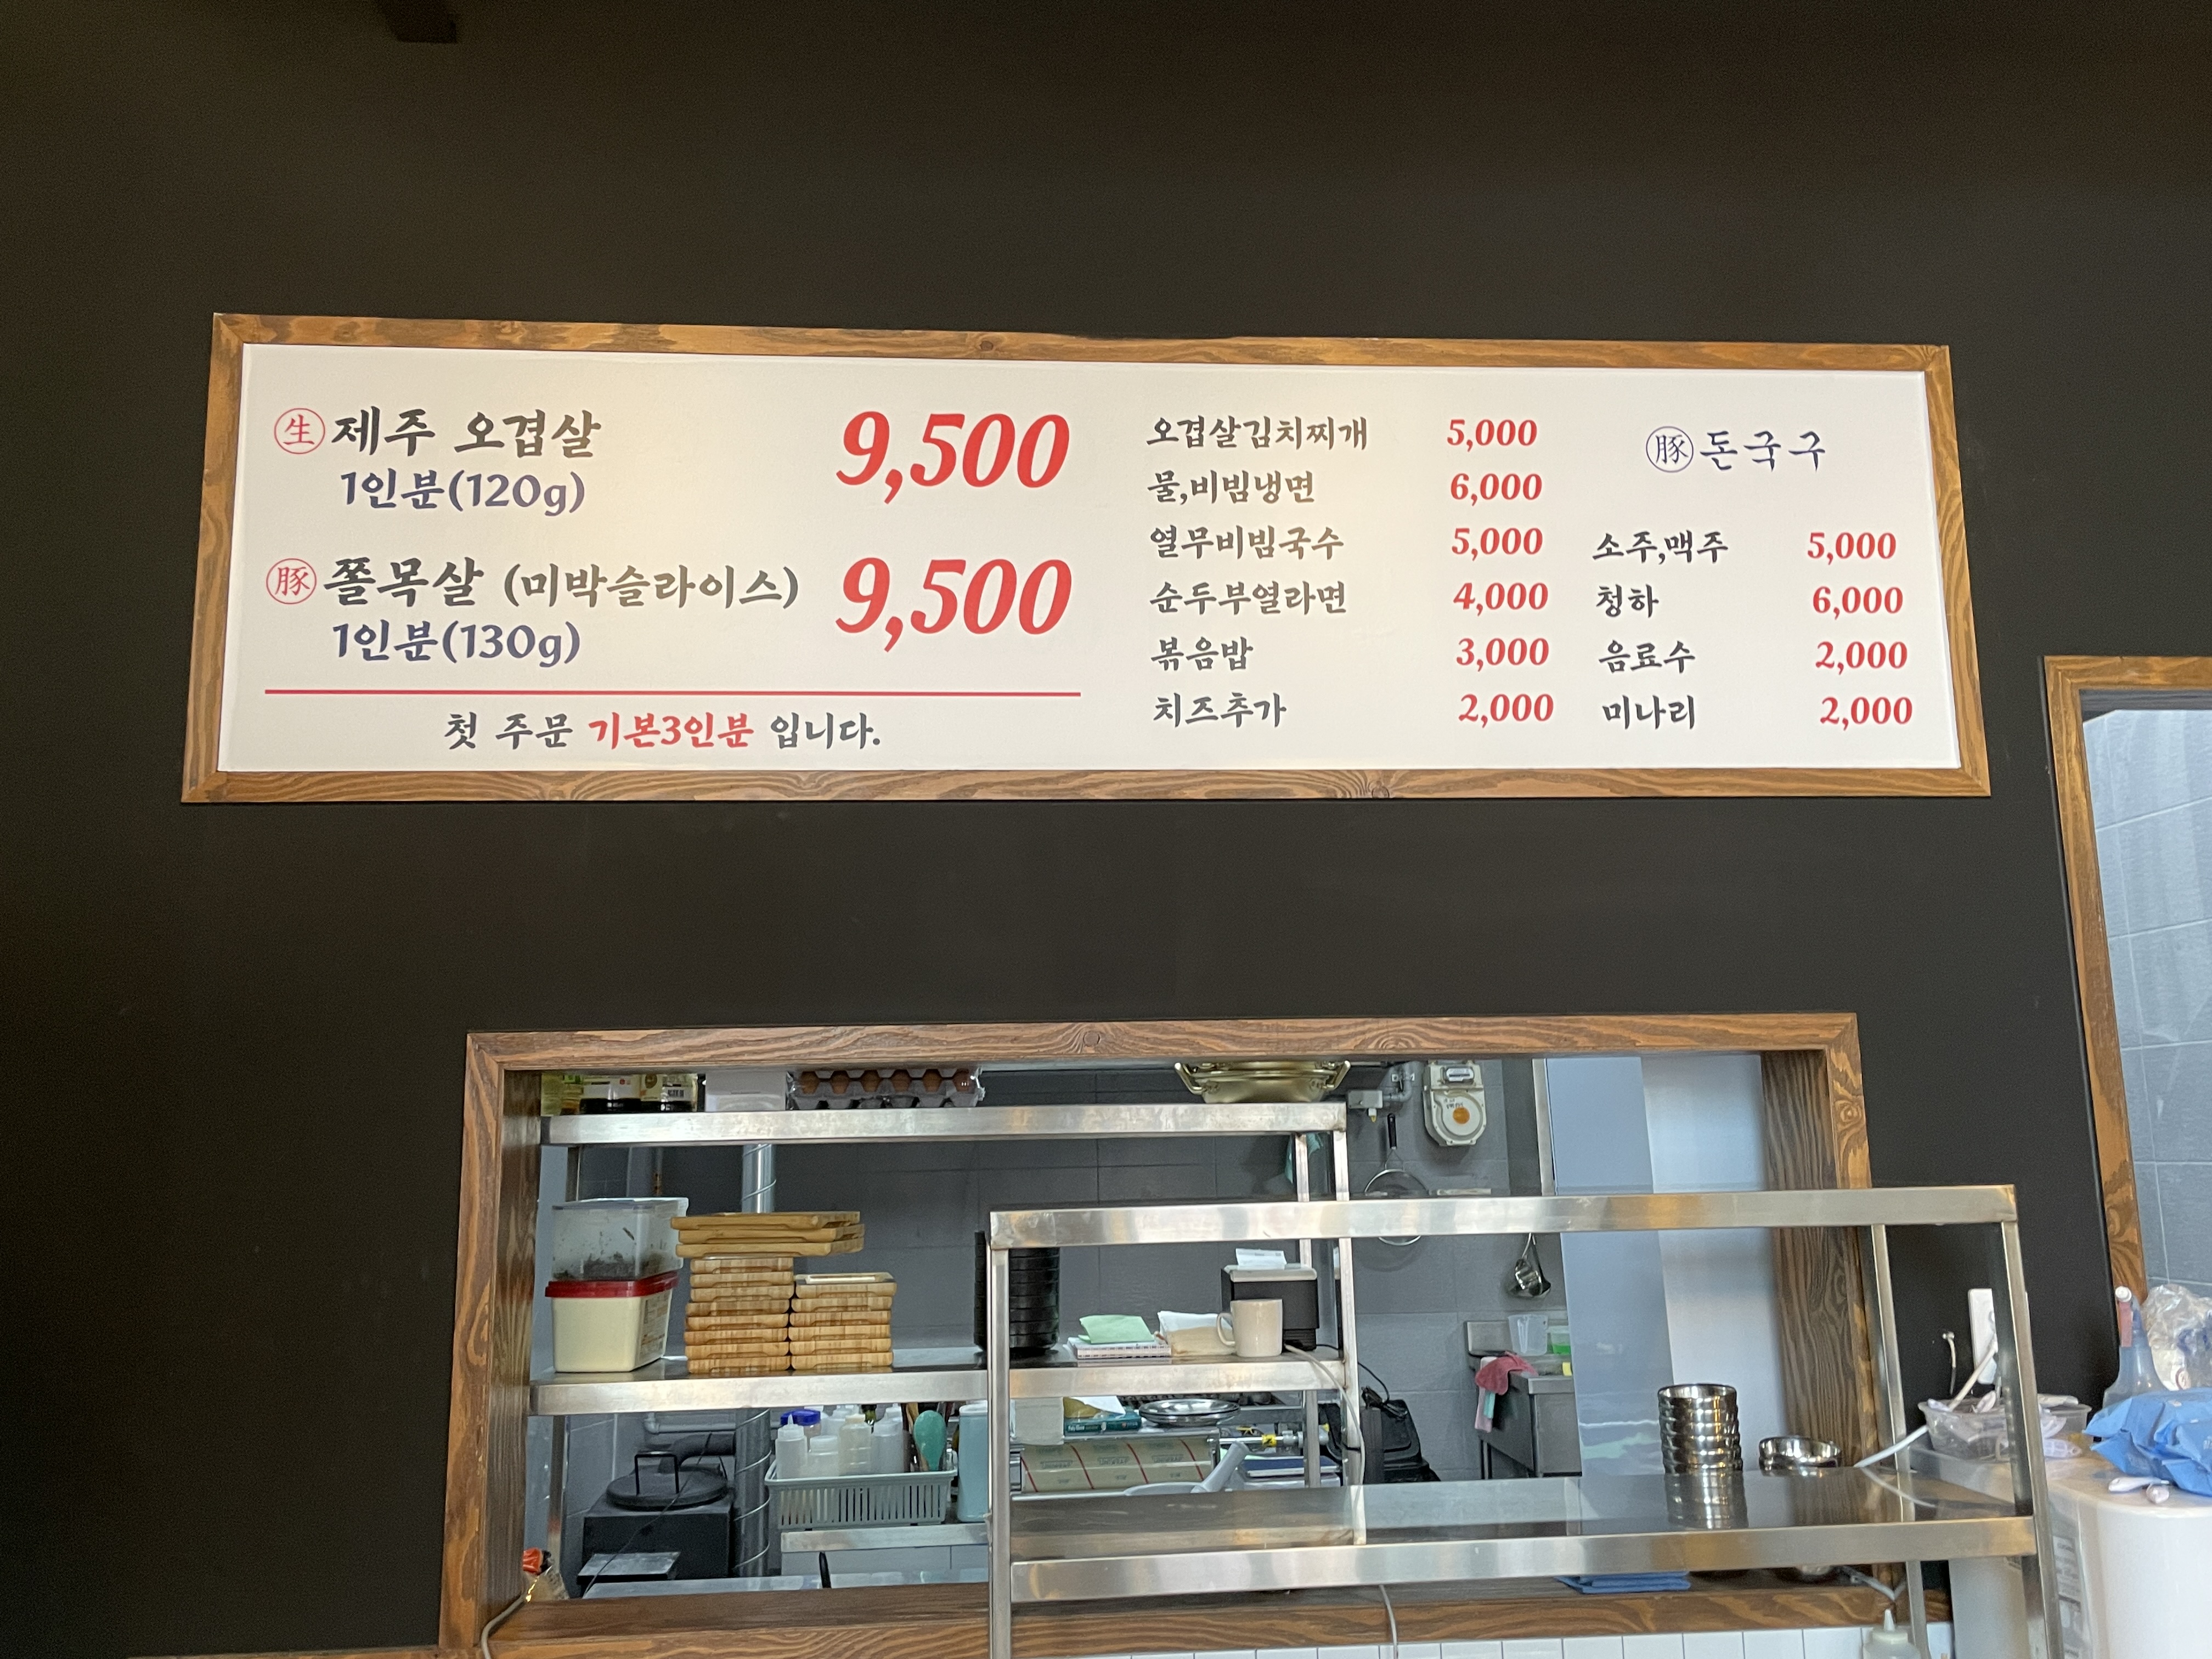 生 제주 오겹살 9,500
1인분(120g)
豚 쫄목살 (미박슬라이스) 9,500
1인분(130g)
첫 주문 기본3인분 입니다.
오겹살김치찌개 5,000
물,비빔냉면 6,000
열무비빔국수 5,000
순두부열라면 4,000
볶음밥 3,000
치즈추가 2,000
豚 돈국구
소주,맥주 5,000
청하 6,000
음료수 2,000
미나리 2,000